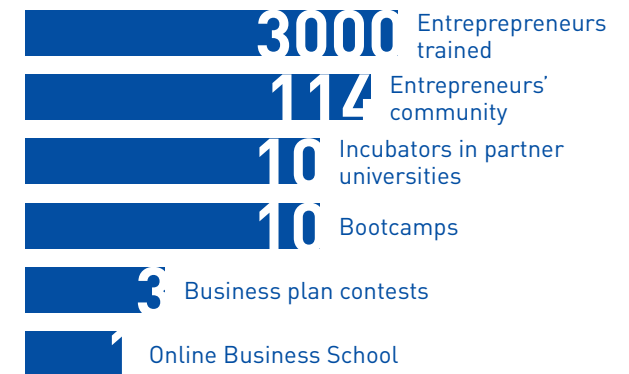 3000 Entreprepreneurs
trained
114 Entrepreneurs’
community
10 Incubators in partner
universities
10 Bootcamps
3 Business plan contests
1 Online Business School